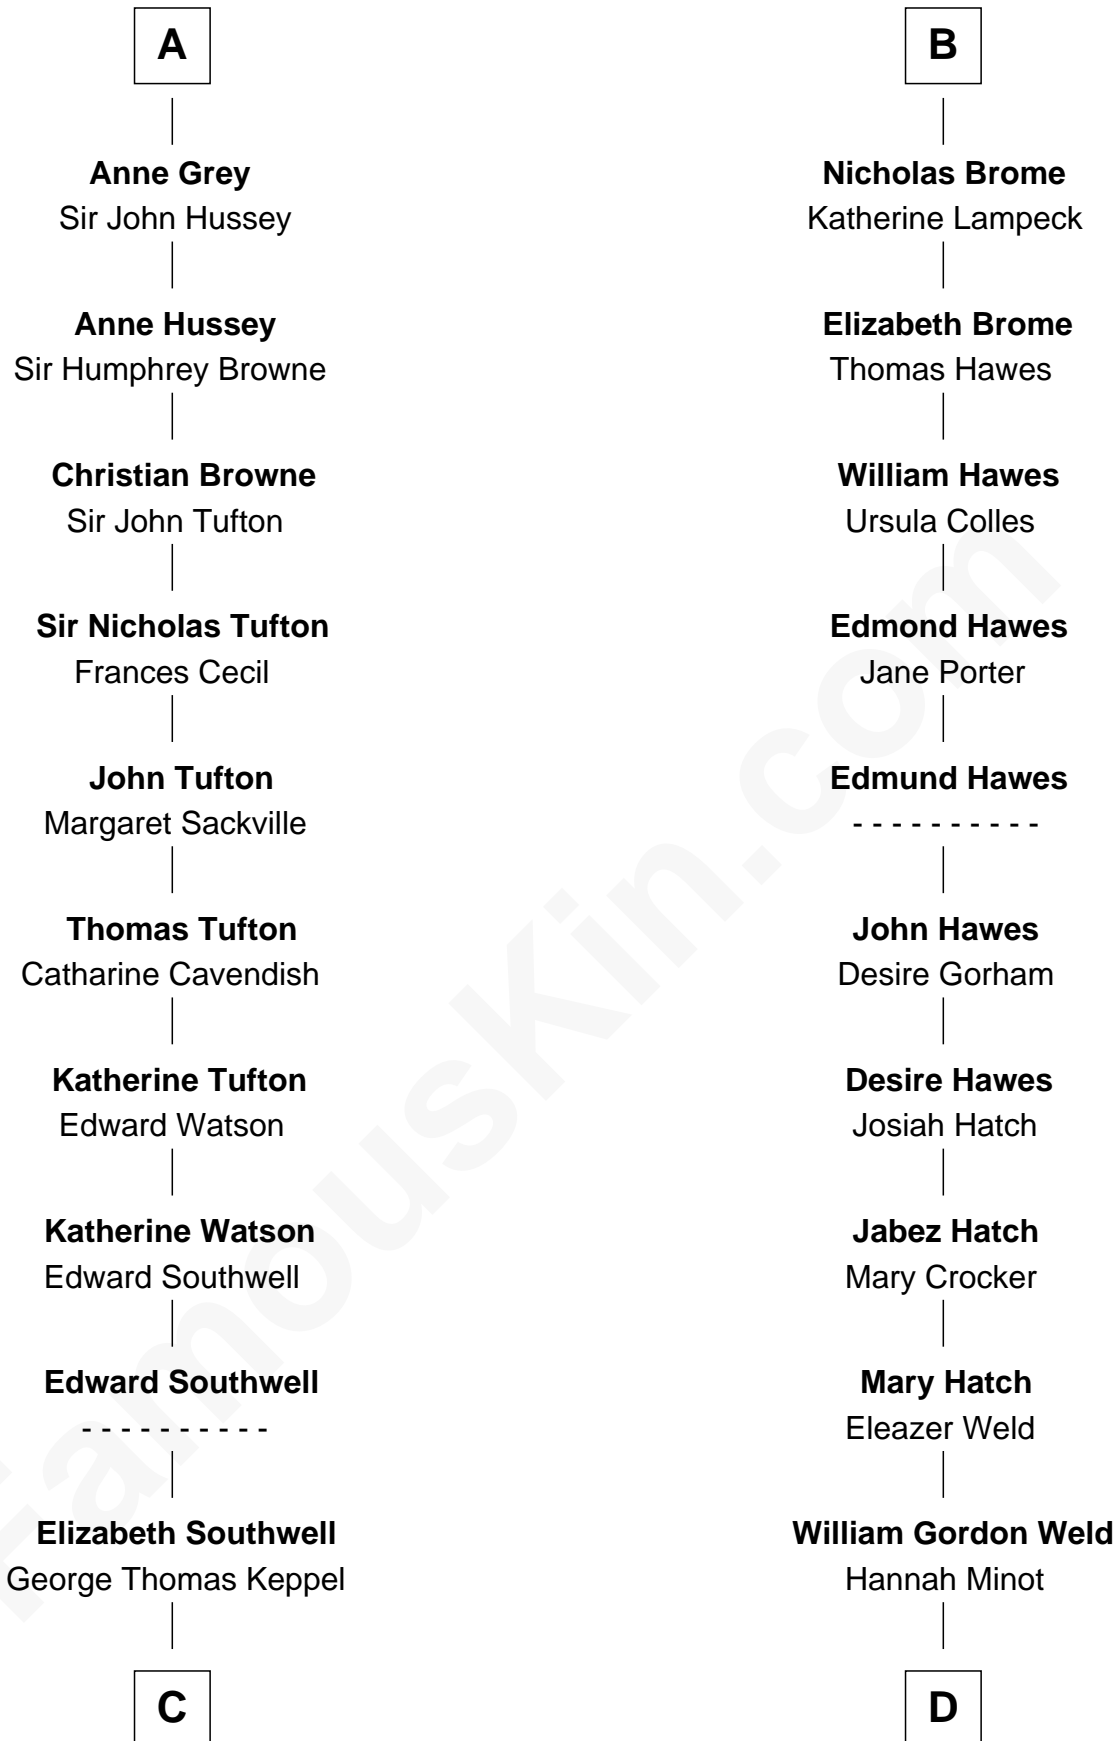 A
Anne Grey
Sir John Hussey
Anne Hussey
Sir Humphrey Browne
Christian Browne
Sir John Tufton
Sir Nicholas Tufton
Frances Cecil
John Tufton
Margaret Sackville
Thomas Tufton
Catharine Cavendish
Katherine Tufton
Edward Watson
Katherine Watson
Edward Southwell
Edward Southwell
- - - - - - - - - -
Elizabeth Southwell
George Thomas Keppel
C
B
Nicholas Brome
Katherine Lampeck
Elizabeth Brome
Thomas Hawes
William Hawes
Ursula Colles
Edmond Hawes
Jane Porter
Edmund Hawes
- - - - - - - - - -
John Hawes
Desire Gorham
Desire Hawes
Josiah Hatch
Jabez Hatch
Mary Crocker
Mary Hatch
Eleazer Weld
William Gordon Weld
Hannah Minot
D
FamousKin.com